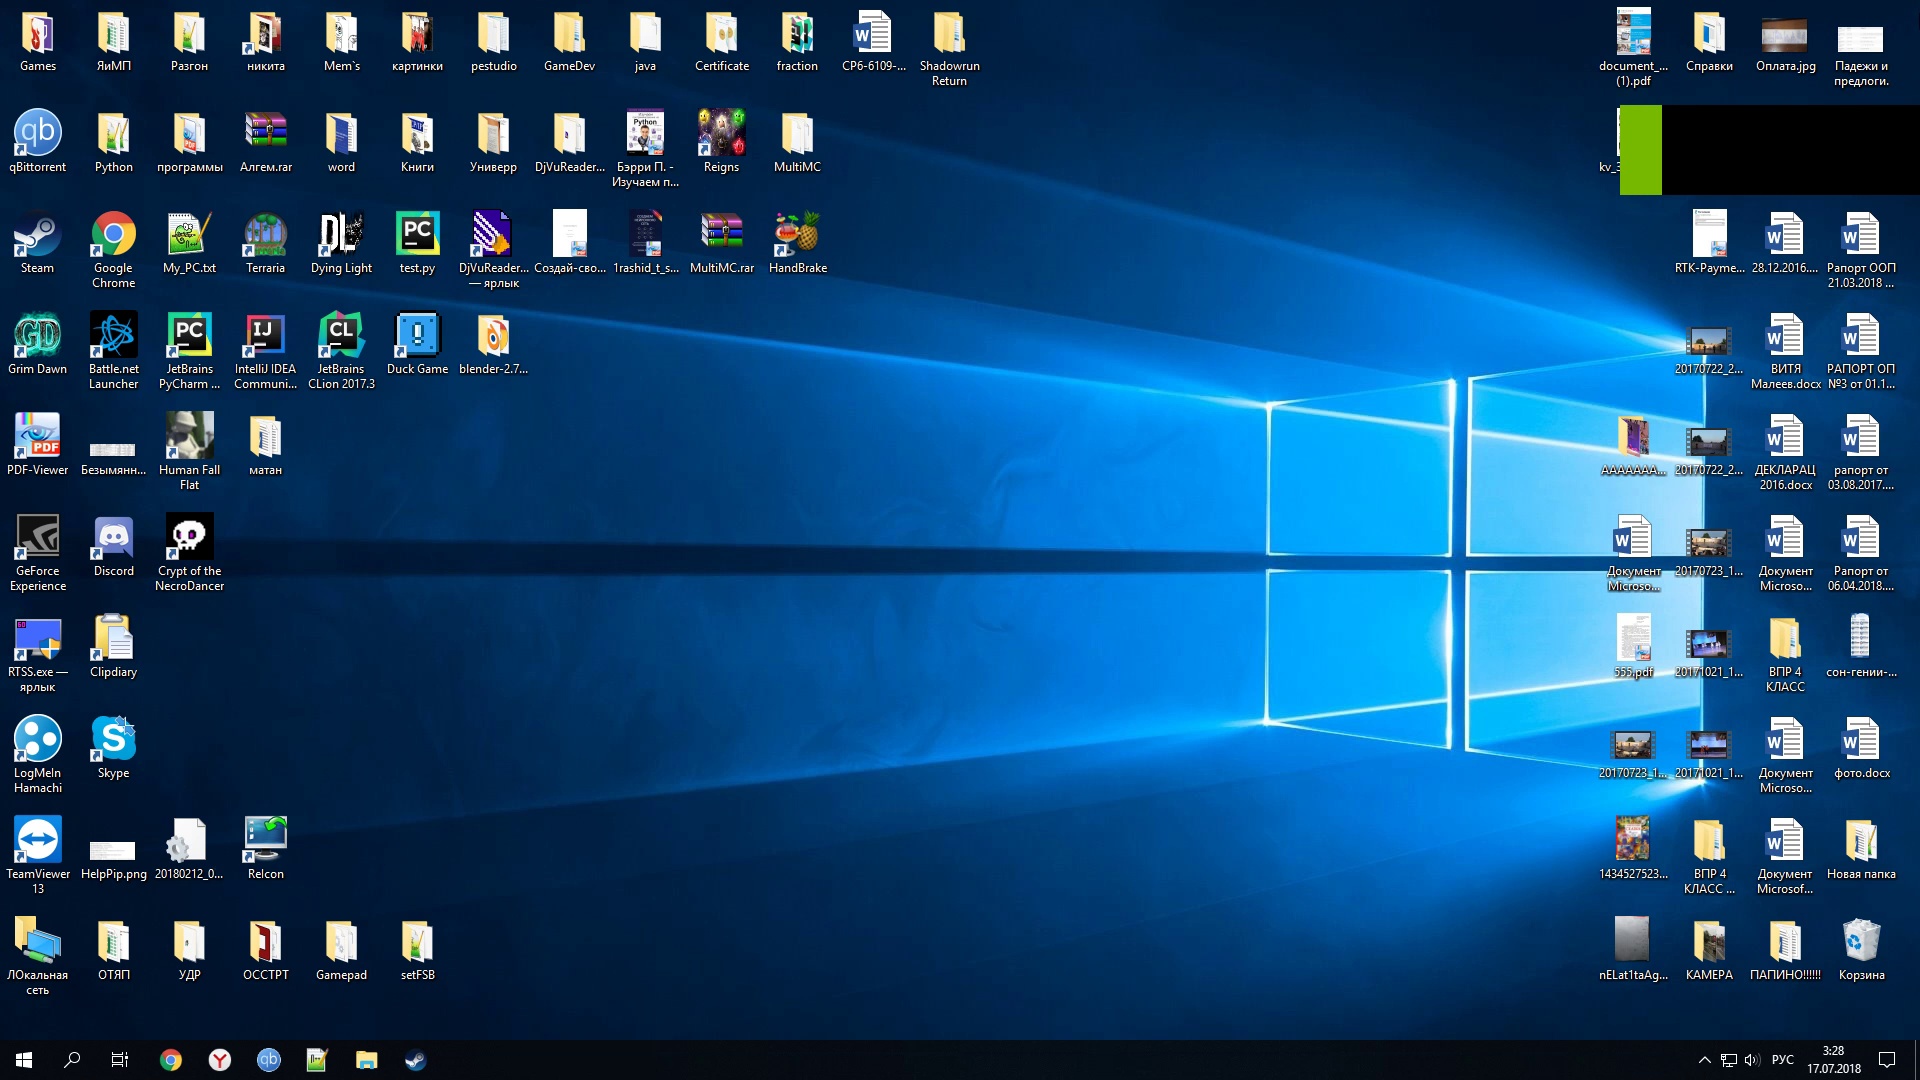 Games
ЯиМП
Разгон
никита
Mem`s
картинки
pestudio
GameDev
java
Certificate
fraction
СР6-6109-...
Shadowrun
Return
document_...
(1).pdf
Справки
Оплата.jpg
Падежи и
предлоги.
qBittorrent
Python
программы
Алгем.rar
word
Книги
Универр
DjVuReader...
Бэрри П. -
Изучаем п...
Reigns
MultiMC
kv_3
Steam
Google
Chrome
My_PC.txt
Terraria
Dying Light
test.py
DjVuReader...
— ярлык
Создай-сво...
1rashid_t_s...
MultiMC.rar
HandBrake
RTK-Payme...
28.12.2016....
Рапорт ООП
21.03.2018 ...
Grim Dawn
Battle.net
Launcher
JetBrains
PyCharm ...
IntelliJ IDEA
Communi...
JetBrains
CLion 2017.3
Duck Game
blender-2.7...
20170722_2...
ВИТЯ
Малеев.docx
РАПОРТ ОП
№3 от 01.1...
PDF-Viewer
Безымянн...
Human Fall
Flat
матан
AAAAAAA...
20170722_2...
ДЕКЛАРАЦ
2016.docx
рапорт от
03.08.2017....
GeForce
Experience
Discord
Crypt of the
NecroDancer
Документ
Microso...
20170723_1...
Документ
Microso...
Рапорт от
06.04.2018....
RTSS.exe —
ярлык
Clipdiary
555.pdf
20171021_1...
ВПР 4
КЛАСС
сон-гении-...
LogMeIn
Hamachi
Skype
20170723_1...
20171021_1...
Документ
Microso...
фото.docx
TeamViewer
13
HelpPip.png
20180212_0...
ReIcon
1434527523...
ВПР 4
КЛАСС ...
Документ
Microsof...
Новая папка
ЛОкальная
сеть
ОТЯП
УДР
ОССТРТ
Gamepad
setFSB
nELat1taAg...
КАМЕРА
ПАПИНО!!!!!!
Корзина
РУС
3:28
17.07.2018